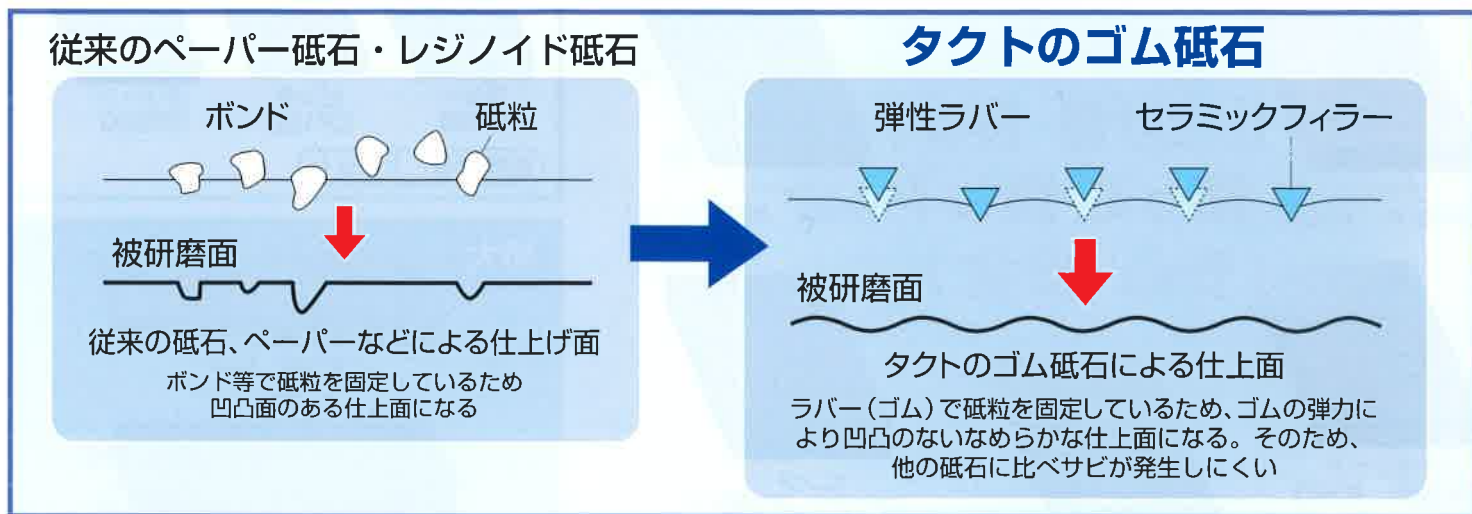 従来のペーパー砥石・レジノイド砥石
ボンド
砥粒
被研磨面
従来の砥石、ペーパーなどによる仕上げ面
ボンド等で砥粒を固定しているため
凹凸面のある仕上面になる
タクトのゴム砥石
弾性ラバー
セラミックフィラー
被研磨面
タクトのゴム砥石による仕上面
ラバー(ゴム)で砥粒を固定しているため、ゴムの弾力に
より凹凸のないなめらかな仕上面になる。そのため、
他の砥石に比べサビが発生しにくい